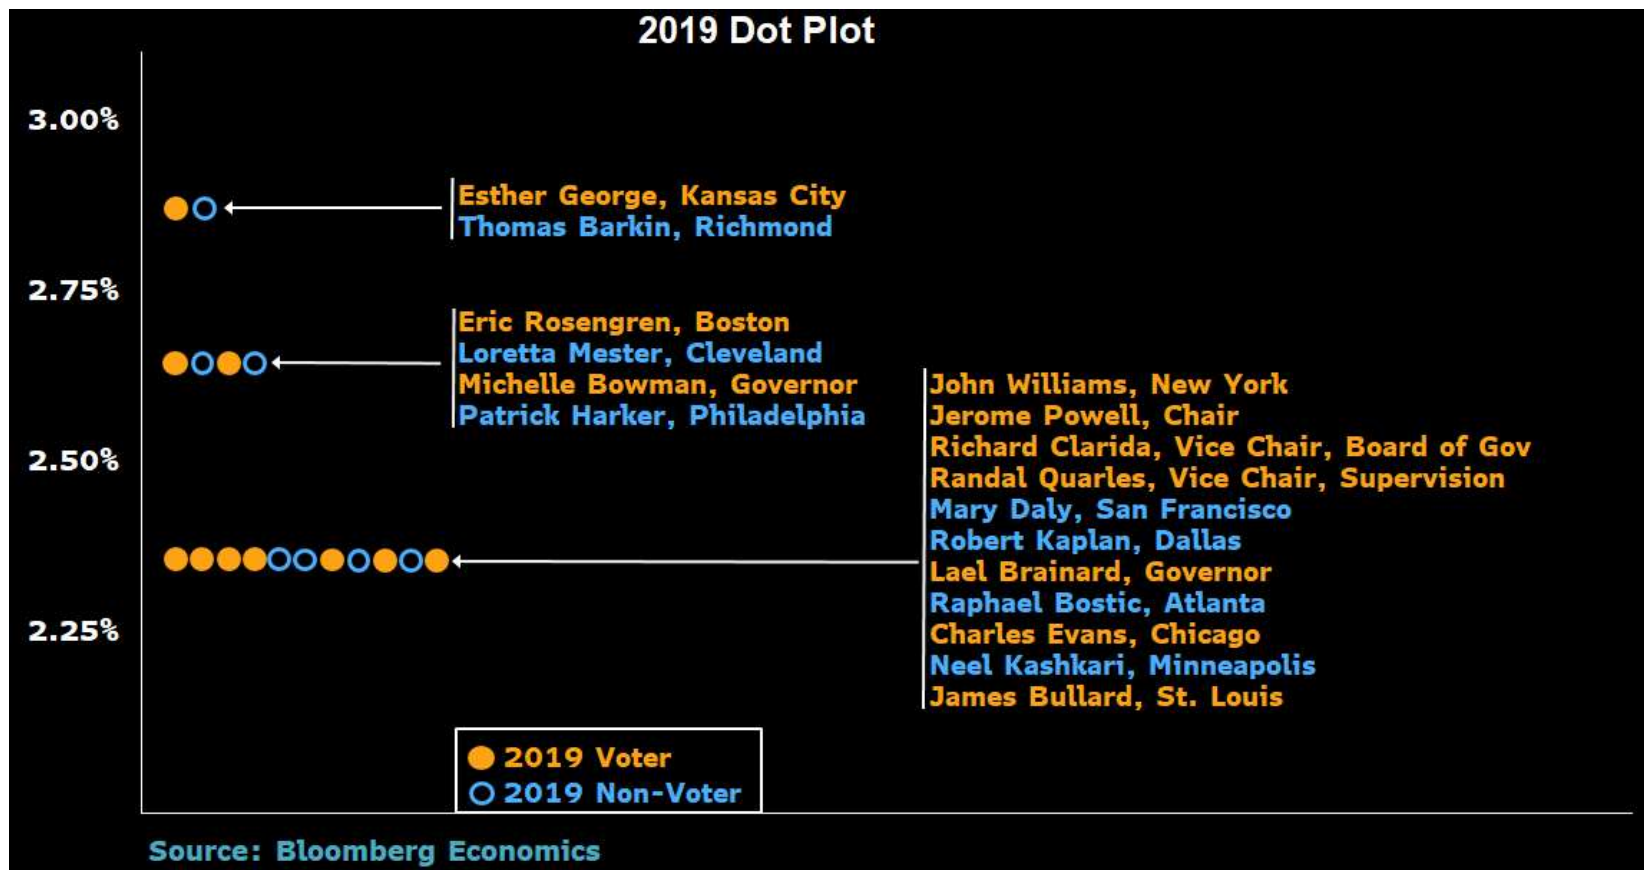 2019 Dot Plot
3.00%
Esther George, Kansas City
Thomas Barkin, Richmond
2.75%
Eric Rosengren, Boston
Loretta Mester, Cleveland
Michelle Bowman, Governor
Patrick Harker, Philadelphia
John Williams, New York
Jerome Powell, Chair
Richard Clarida, Vice Chair, Board of Gov
2.50%
Randal Quarles, Vice Chair, Supervision
Mary Daly, San Francisco
Robert Kaplan, Dallas
Lael Brainard, Governor
Raphael Bostic, Atlanta
2.25%
Charles Evans, Chicago
Neel Kashkari, Minneapolis
James Bullard, St. Louis
2019 Voter
2019 Non-Voter
Source: Bloomberg Economics